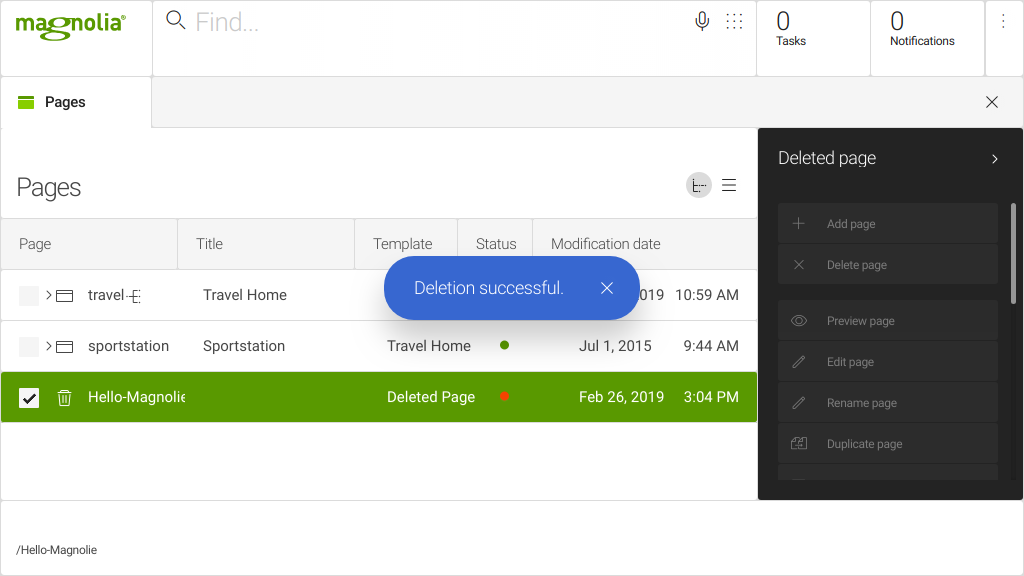 magnolia®
Find...
0
Tasks
0
Notifications
Pages
Pages
Deleted page
Page Title Template Status Modification date
travel Travel Home 019 10:59 AM
Deletion successful.
sportstation Sportstation Travel Home Jul 1, 2015 9:44 AM
Hello-Magnolie Deleted Page Feb 26, 2019 3:04 PM
Add page
Delete page
Preview page
Edit page
Rename page
Duplicate page
/Hello-Magnolie